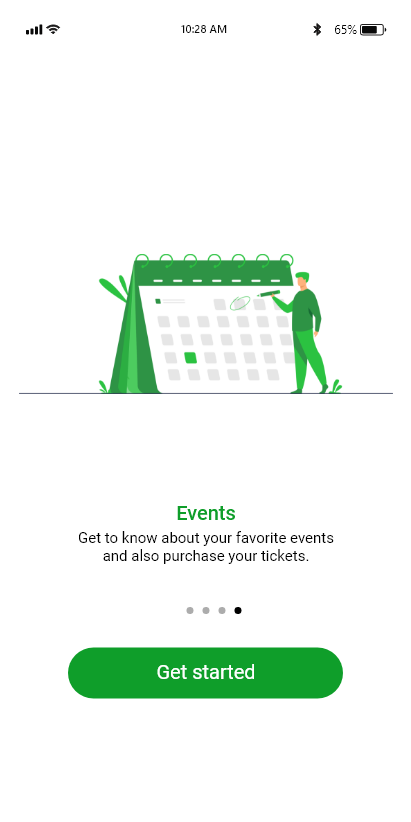 10:28 AM
65%
Events
Get to know about your favorite events
and also purchase your tickets.
Get started